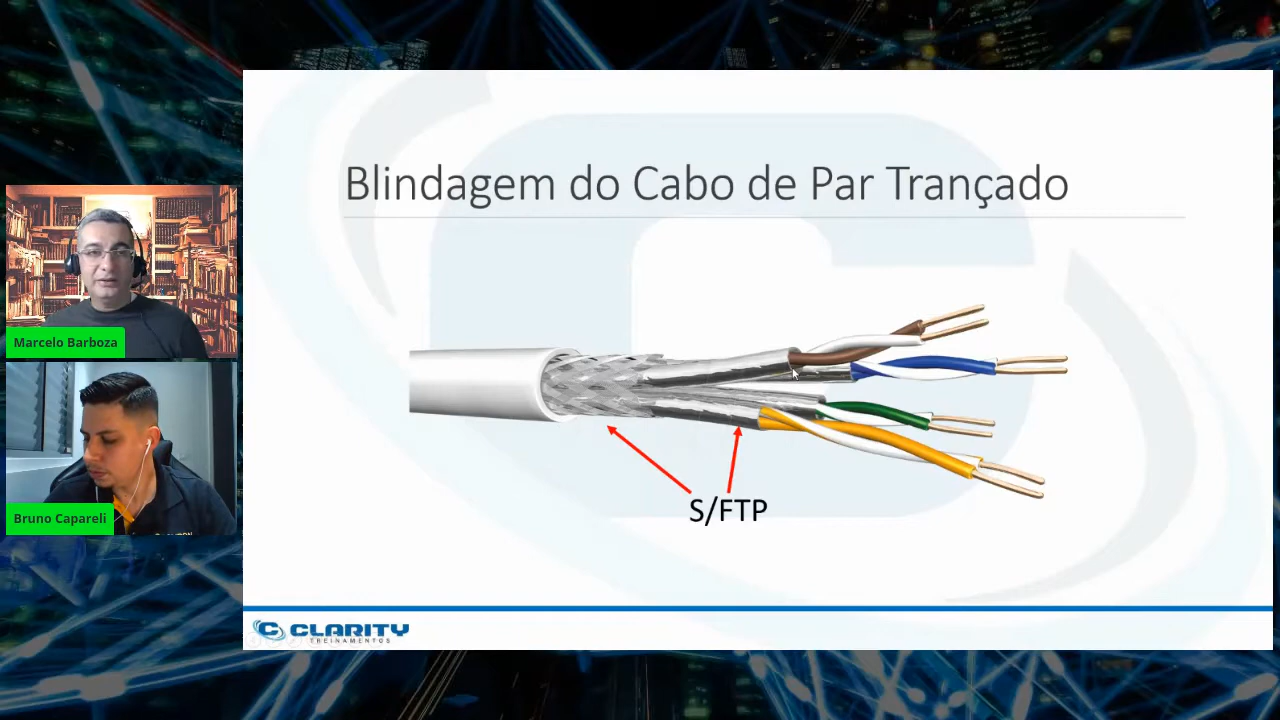 Blindagem do Cabo de Par Trançado
Marcelo Barboza
Bruno Capareli
S/FTP
CLARITY
TREINAMENTOS